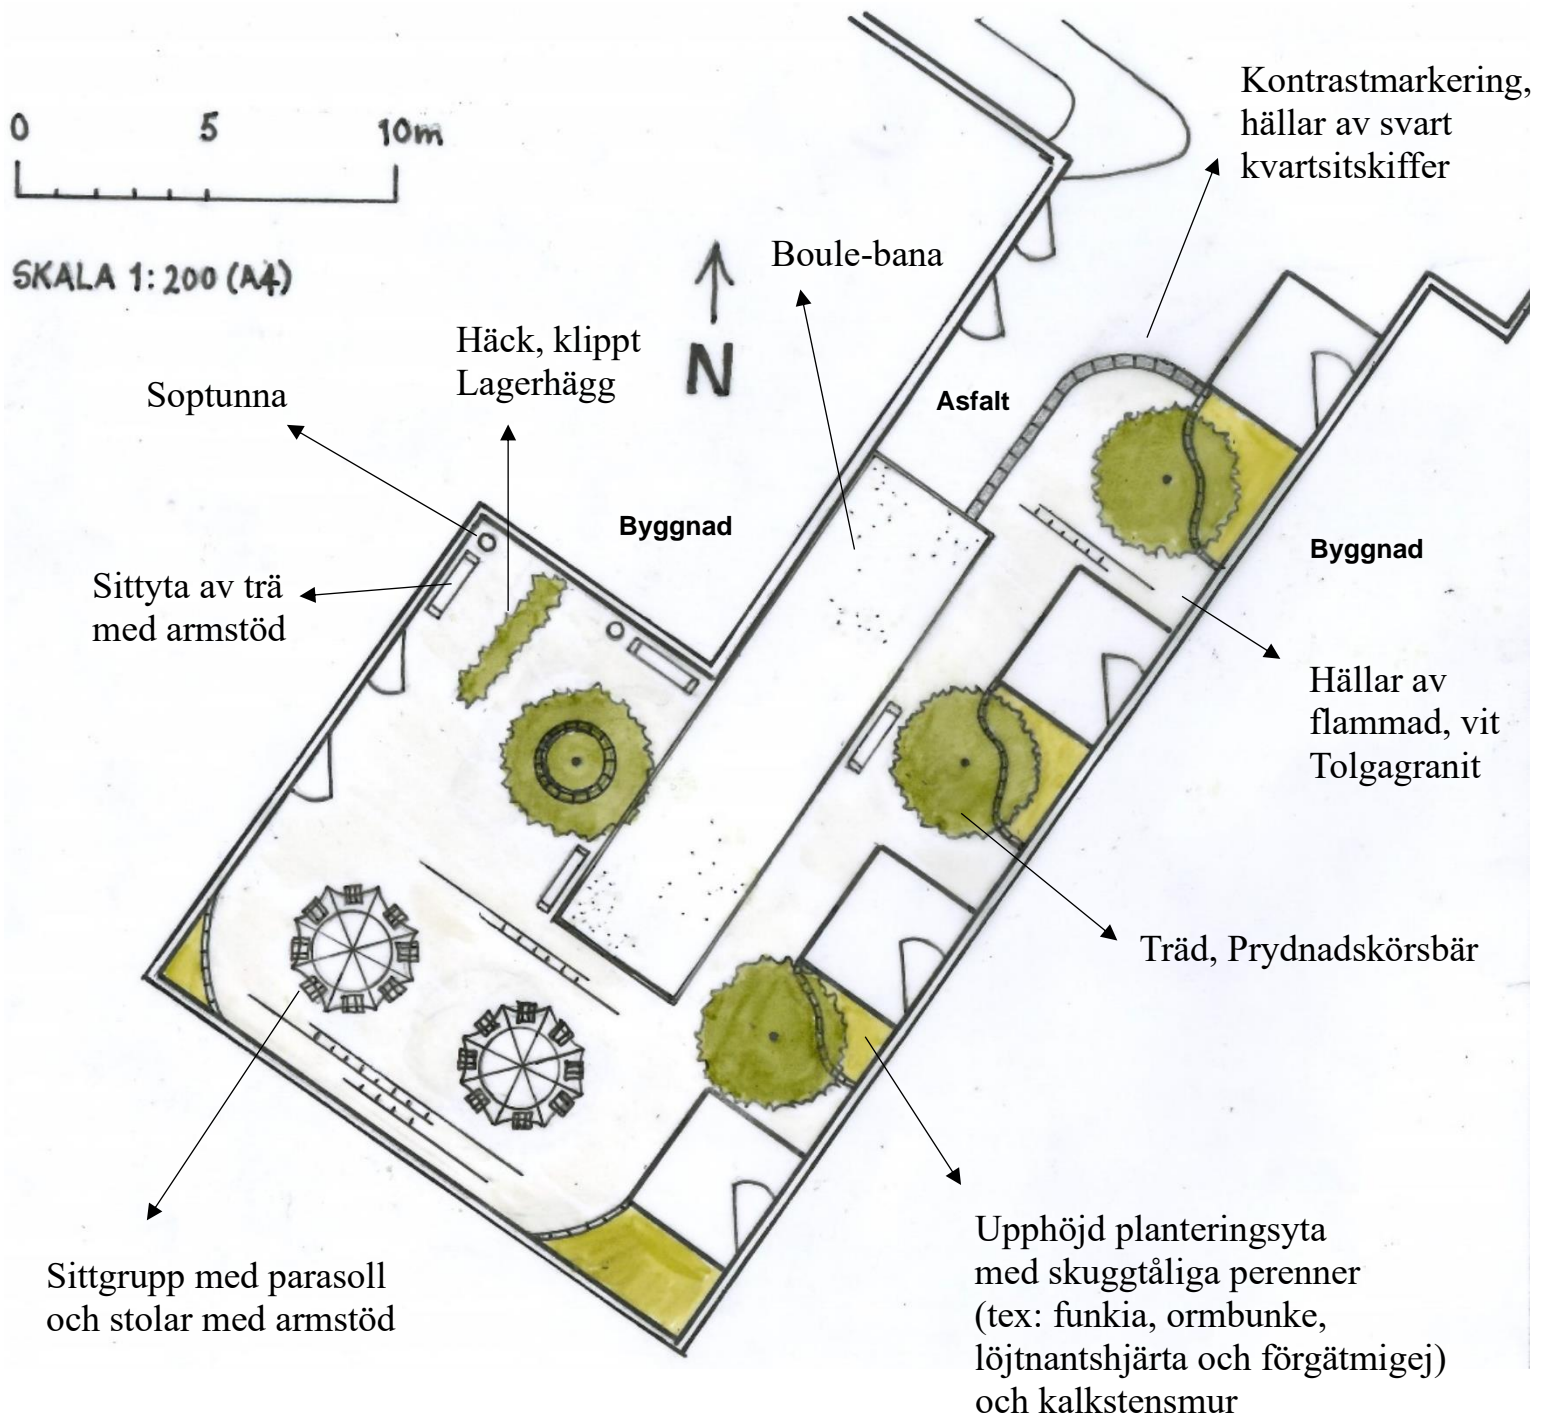 Kontrastmarkering,
hällar av svart
kvartsitskiffer
0 5 10m
SKALA 1:200 (A4)
Boule-bana
N
Häck, klippt
Lagerhägg
Soptunna
Asfalt
Byggnad
Byggnad
Sittyta av trä
med armstöd
Hällar av
flammad, vit
Tolgagranit
Träd, Prydnadskörsbär
Sittgrupp med parasoll
och stolar med armstöd
Upphöjd planteringsyta
med skuggtåliga perenner
(tex: funkia, ormbunke,
löjtnantshjärta och förgätmigej)
och kalkstensmur